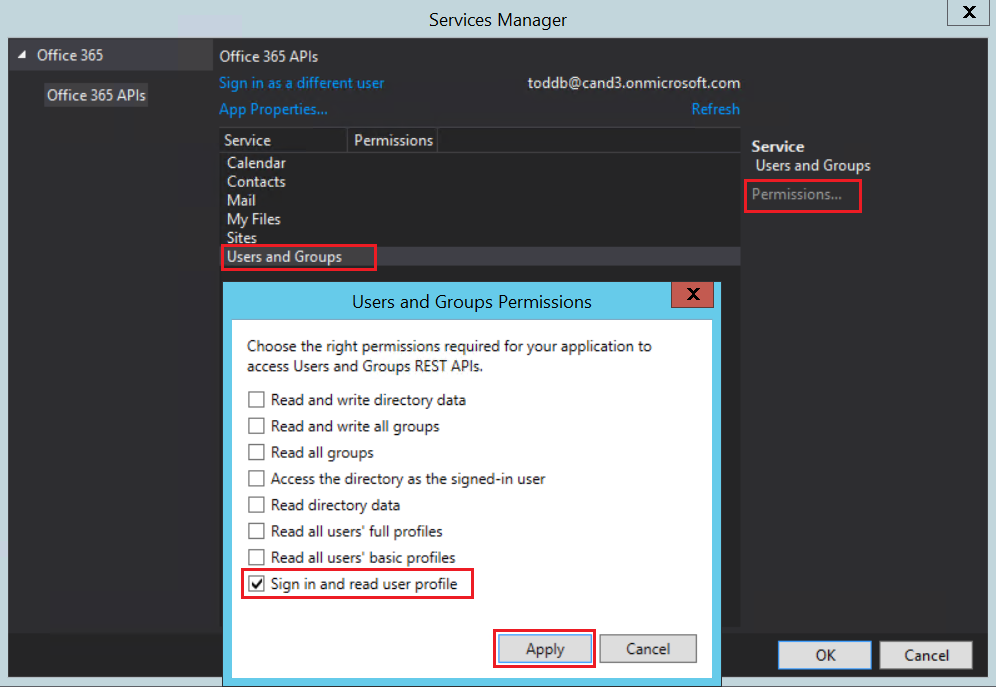 Services Manager
X
Office 365
Office 365 APIs
Office 365 APIs
Sign in as a different user
toddb@cand3.onmicrosoft.com
App Properties...
Refresh
Service Permissions
Calendar
Contacts
Mail
My Files
Sites
Users and Groups
Service
Users and Groups
Permissions...
Users and Groups Permissions
X
Choose the right permissions required for your application to
access Users and Groups REST APIs.
Read and write directory data
Read and write all groups
Read all groups
Access the directory as the signed-in user
Read directory data
Read all users' full profiles
Read all users' basic profiles
Sign in and read user profile
Apply Cancel
OK Cancel